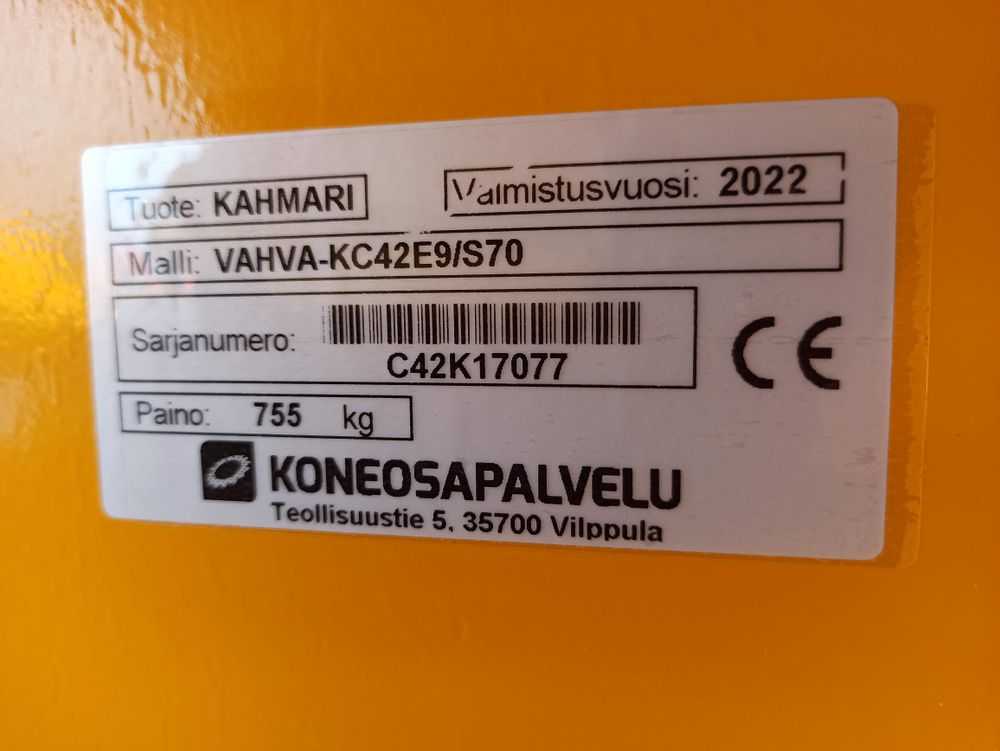 Tuote: KAHMARI Valmistusvuosi: 2022
Malli: VAHVA-KC42E9/S70
Sarjanumero:
C42K17077
CE
Paino: 755 kg
KONEOSAPALVELU
Teollisuustie 5, 35700 Vilppula